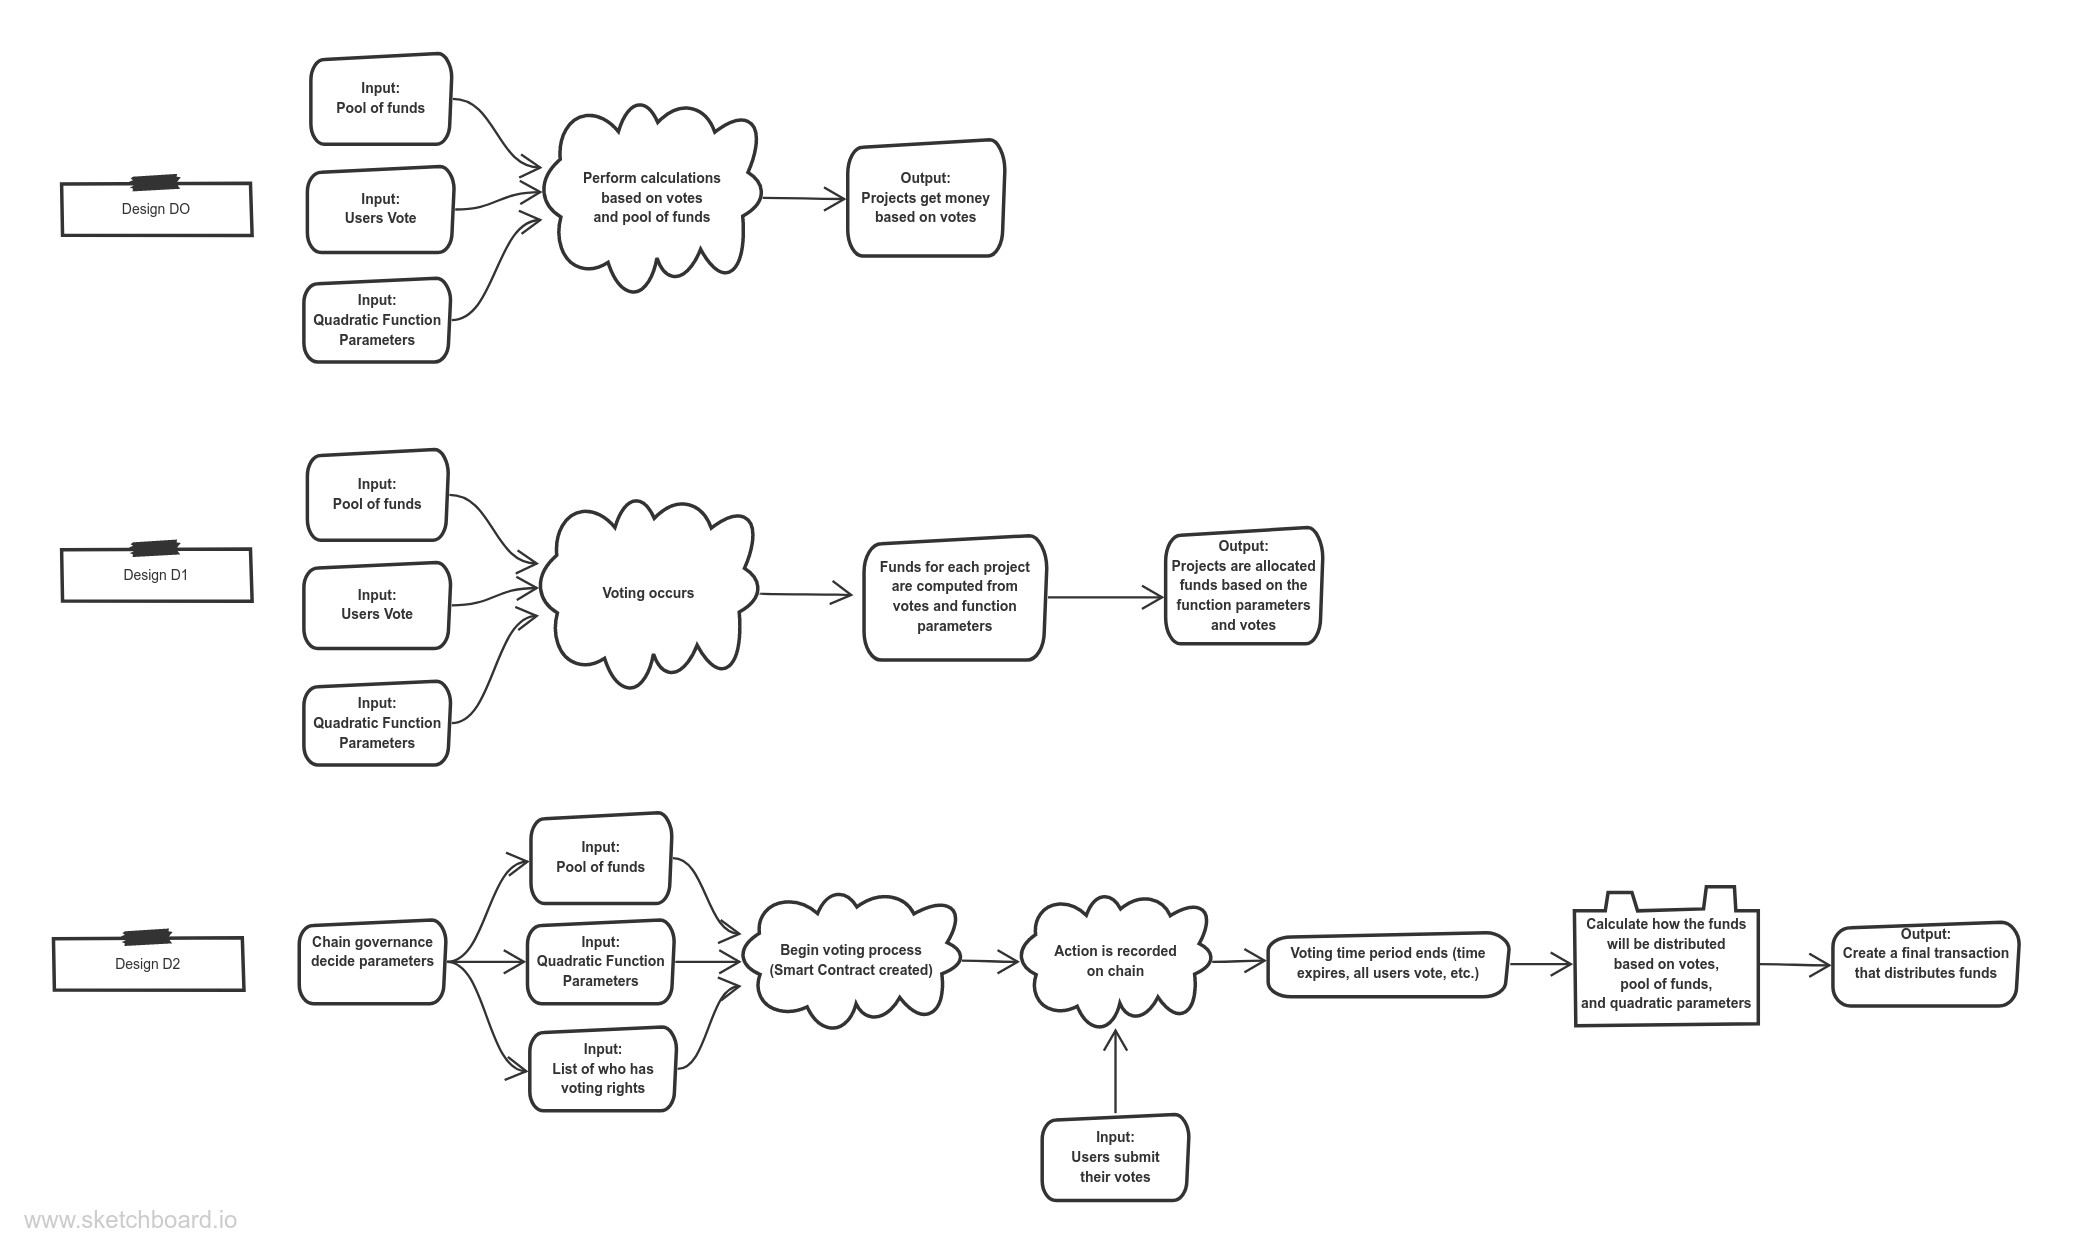 Input:
Pool of funds
Input:
Users Vote
Input:
Quadratic Function
Parameters
Design DO
Perform calculations
based on votes
and pool of funds
Output:
Projects get money
based on votes
Input:
Pool of funds
Input:
Users Vote
Input:
Quadratic Function
Parameters
Design D1
Voting occurs
Funds for each project
are computed from
votes and function
parameters
Output:
Projects are allocated
funds based on the
function parameters
and votes
Design D2
Chain governance
decide parameters
Input:
Pool of funds
Input:
Quadratic Function
Parameters
Input:
List of who has
voting rights
Begin voting process
(Smart Contract created)
Action is recorded
on chain
Input:
Users submit
their votes
Voting time period ends (time
expires, all users vote, etc.)
Calculate how the funds
will be distributed
based on votes,
pool of funds,
and quadratic parameters
Output:
Create a final transaction
that distributes funds
www.sketchboard.io